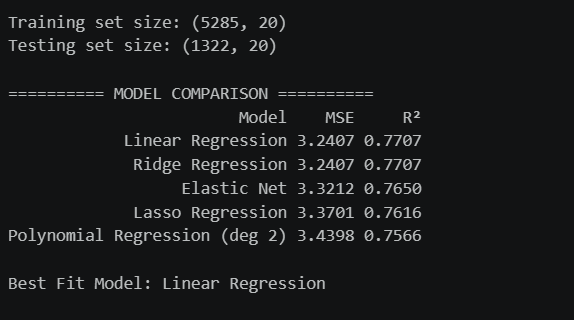 Training set size: (5285, 20)
Testing set size: (1322, 20)
========== MODEL COMPARISON ==========
Model MSE R²
Linear Regression 3.2407 0.7707
Ridge Regression 3.2407 0.7707
Elastic Net 3.3212 0.7650
Lasso Regression 3.3701 0.7616
Polynomial Regression (deg 2) 3.4398 0.7566
Best Fit Model: Linear Regression